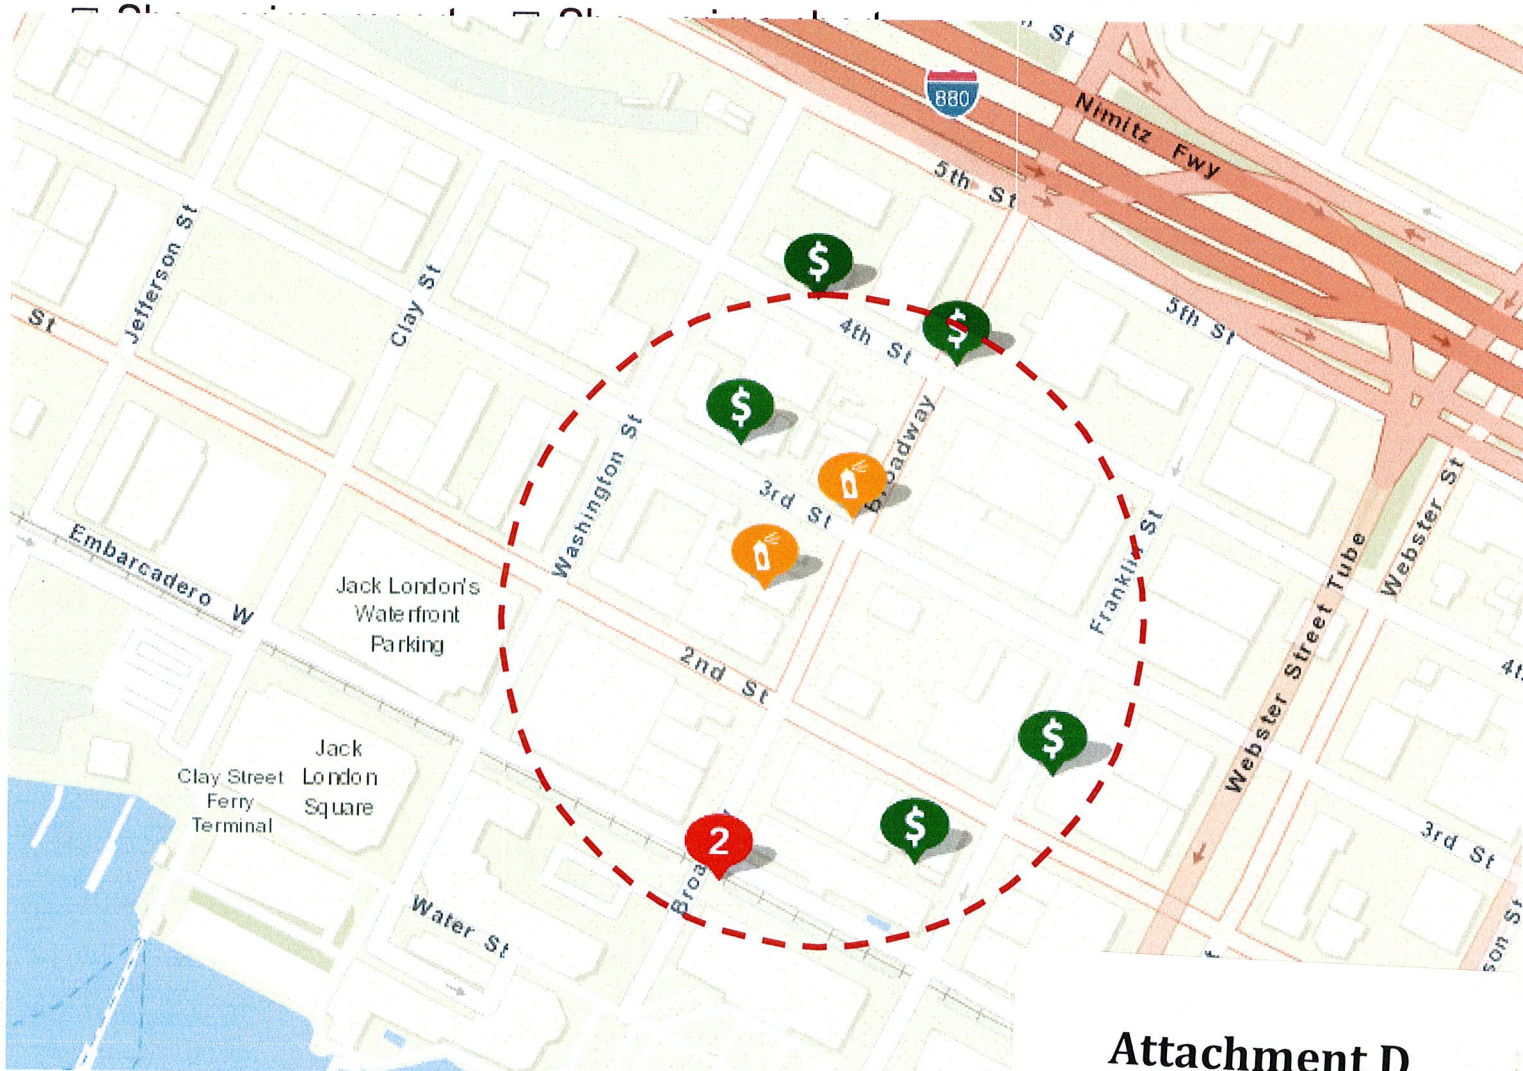 St
880
Nimitz Fwy
5th St
Jefferson St
Clay St
St
4th St
5th St
Broadway
Washington St
3rd St
Embarcadero W
Jack London's
Waterfront
Parking
Franklin St
Webster St
Webster Street Tube
2nd St
Jack
London
Square
Clay Street
Ferry
Terminal
2
3rd St
Water St
Attachment D